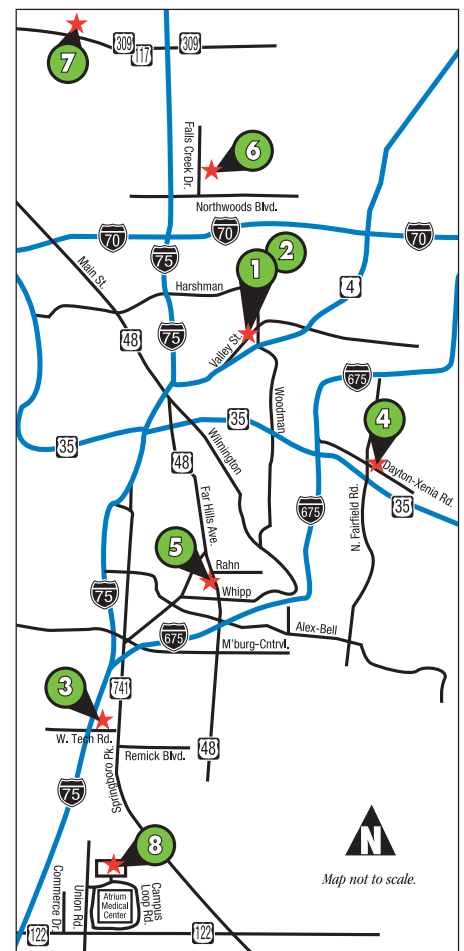 309
117
309
7
Falls Creek Dr.
6
Northwoods Blvd.
70
70
70
75
Main St.
Harshman
1
2
4
48
75
Valley St.
675
Woodman
35
35
4
48
Wilmington
Dayton-Xenia Rd.
35
N. Fairfield Rd.
Far Hills Ave.
675
5
Rahn
Whipp
75
Alex-Bell
675
M'burg-Cntrvl.
3
741
W. Tech Rd.
Remick Blvd.
48
Springboro Pk.
75
N
8
Map not to scale.
Commerce Dr.
Union Rd.
Atrium
Medical
Center
Campus
Loop Rd.
122
122